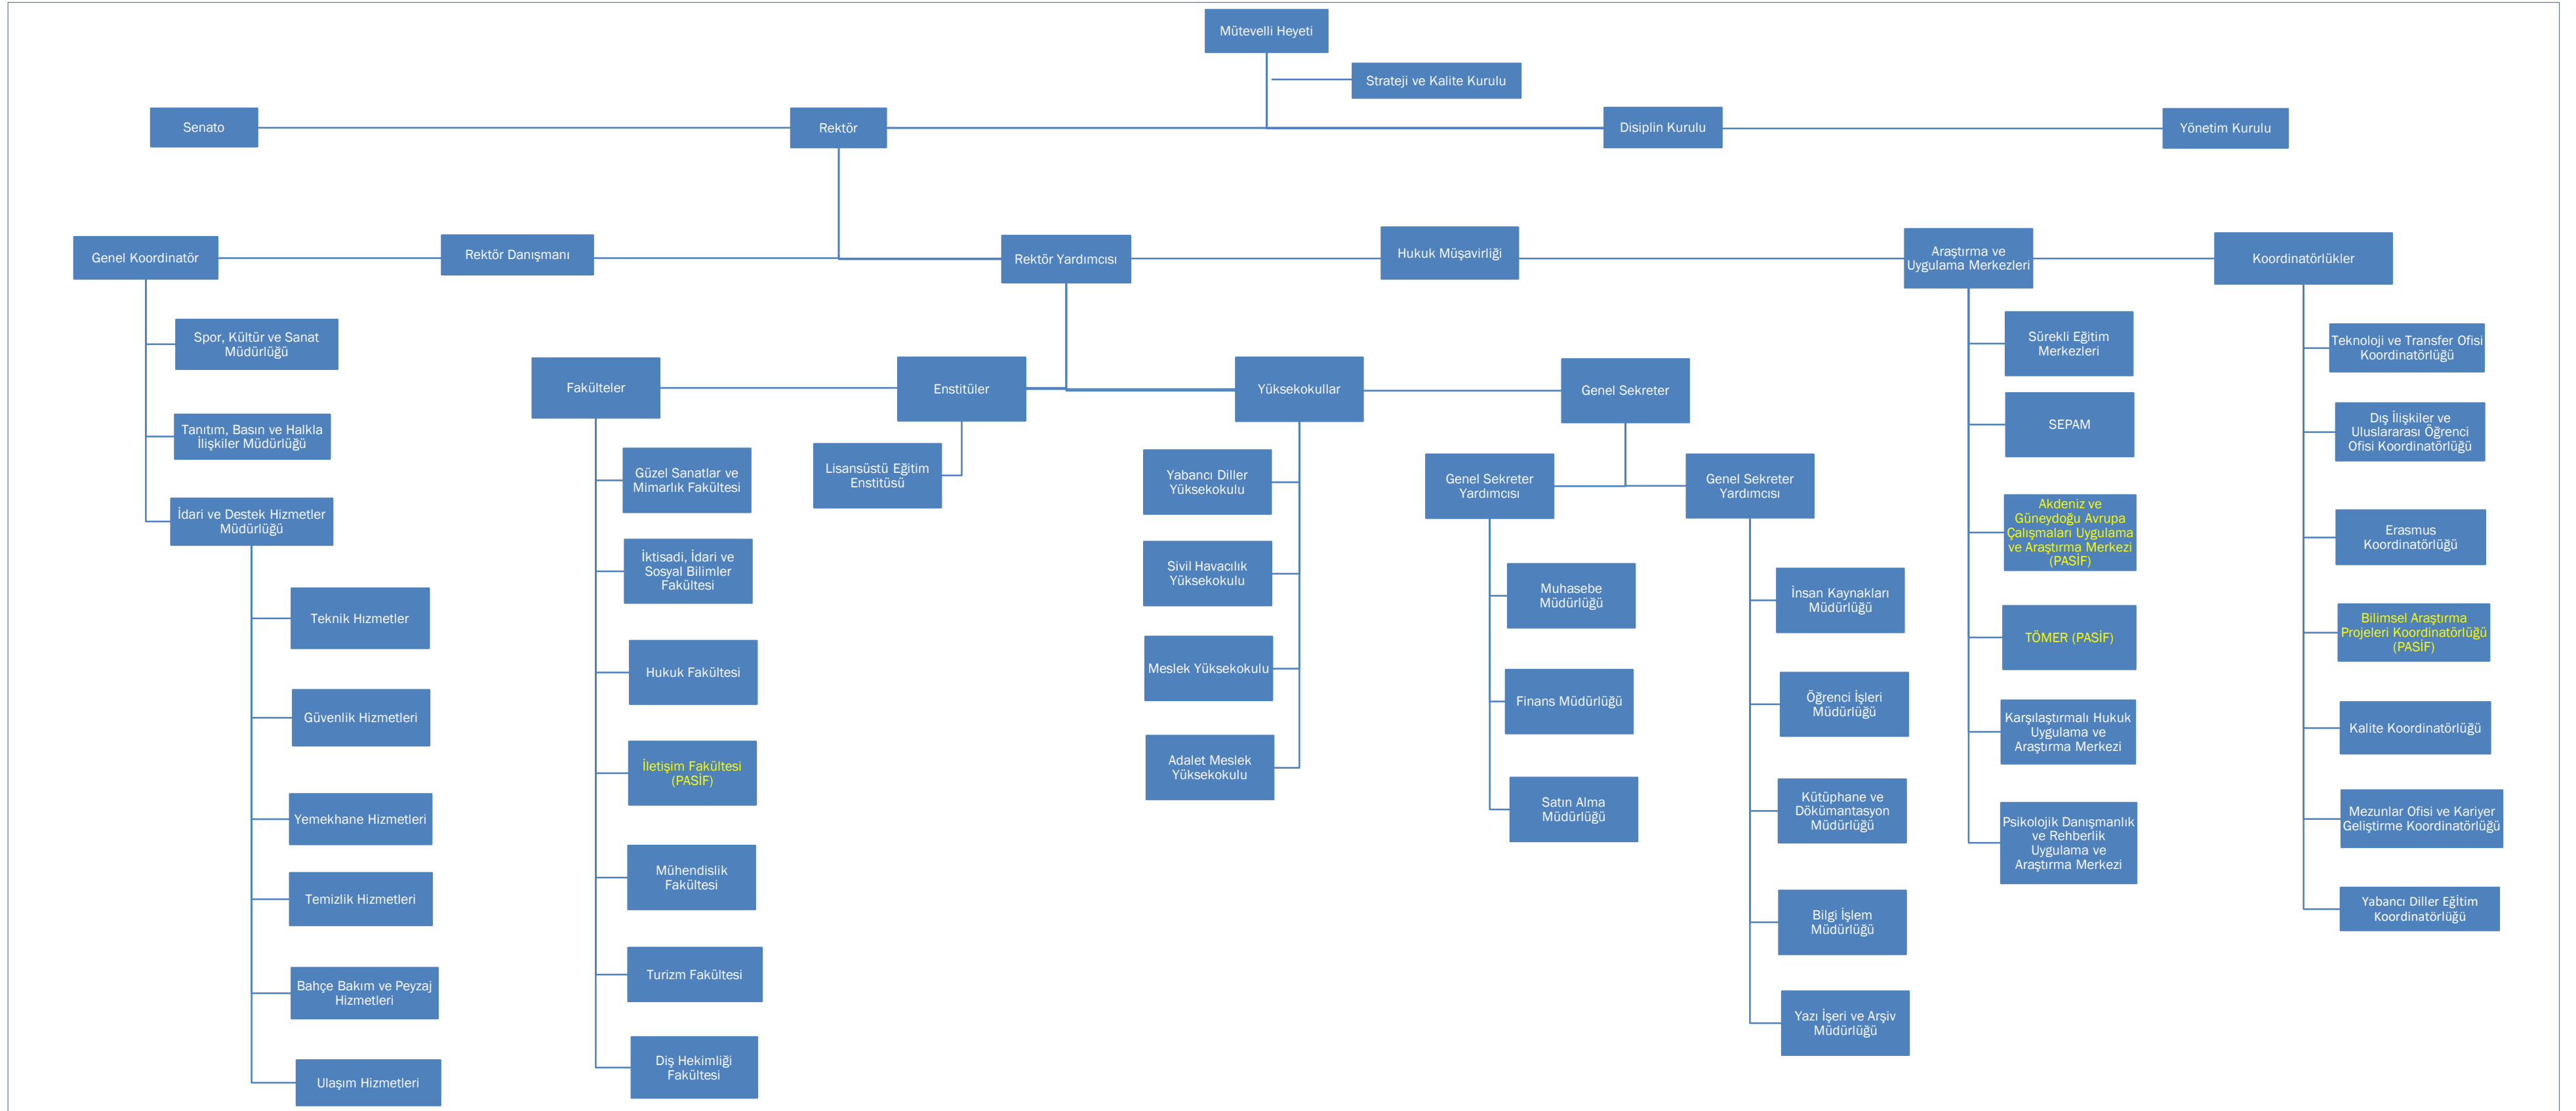 Mütevelli Heyeti
Strateji ve Kalite Kurulu
Senato
Rektör
Disiplin Kurulu
Yönetim Kurulu
Genel Koordinatör
Rektör Danışmanı
Rektör Yardımcısı
Hukuk Müşavirliği
Araştırma ve
Uygulama Merkezleri
Koordinatörlükler
Spor, Kültür ve Sanat
Müdürlüğü
Tanıtım, Basın ve Halkla
İlişkiler Müdürlüğü
İdari ve Destek Hizmetler
Müdürlüğü
Teknik Hizmetler
Güvenlik Hizmetleri
Yemekhane Hizmetleri
Temizlik Hizmetleri
Bahçe Bakım ve Peyzaj
Hizmetleri
Ulaşım Hizmetleri
Fakülteler
Güzel Sanatlar ve
Mimarlık Fakültesi
İktisadi, İdari ve
Sosyal Bilimler
Fakültesi
Hukuk Fakültesi
İletişim Fakültesi
(PASİF)
Mühendislik
Fakültesi
Turizm Fakültesi
Diş Hekimliği
Fakültesi
Enstitüler
Lisansüstü Eğitim
Enstitüsü
Yüksekokullar
Yabancı Diller
Yüksekokulu
Sivil Havacılık
Yüksekokulu
Meslek Yüksekokulu
Adalet Meslek
Yüksekokulu
Genel Sekreter
Genel Sekreter
Yardımcısı
Muhasebe
Müdürlüğü
Finans Müdürlüğü
Satın Alma
Müdürlüğü
Genel Sekreter
Yardımcısı
İnsan Kaynakları
Müdürlüğü
Öğrenci İşleri
Müdürlüğü
Kütüphane ve
Dökümantasyon
Müdürlüğü
Bilgi İşlem
Müdürlüğü
Yazı İşeri ve Arşiv
Müdürlüğü
Sürekli Eğitim
Merkezleri
SEPAM
Akdeniz ve
Güneydoğu Avrupa
Çalışmaları Uygulama
ve Araştırma Merkezi
(PASİF)
TÖMER (PASİF)
Karşılaştırmalı Hukuk
Uygulama ve
Araştırma Merkezi
Psikolojik Danışmanlık
ve Rehberlik
Uygulama ve
Araştırma Merkezi
Teknoloji ve Transfer Ofisi
Koordinatörlüğü
Dış İlişkiler ve
Uluslararası Öğrenci
Ofisi Koordinatörlüğü
Erasmus
Koordinatörlüğü
Bilimsel Araştırma
Projeleri Koordinatörlüğü
(PASİF)
Kalite Koordinatörlüğü
Mezunlar Ofisi ve Kariyer
Geliştirme Koordinatörlüğü
Yabancı Diller Eğİtim
Koordinatörlüğü